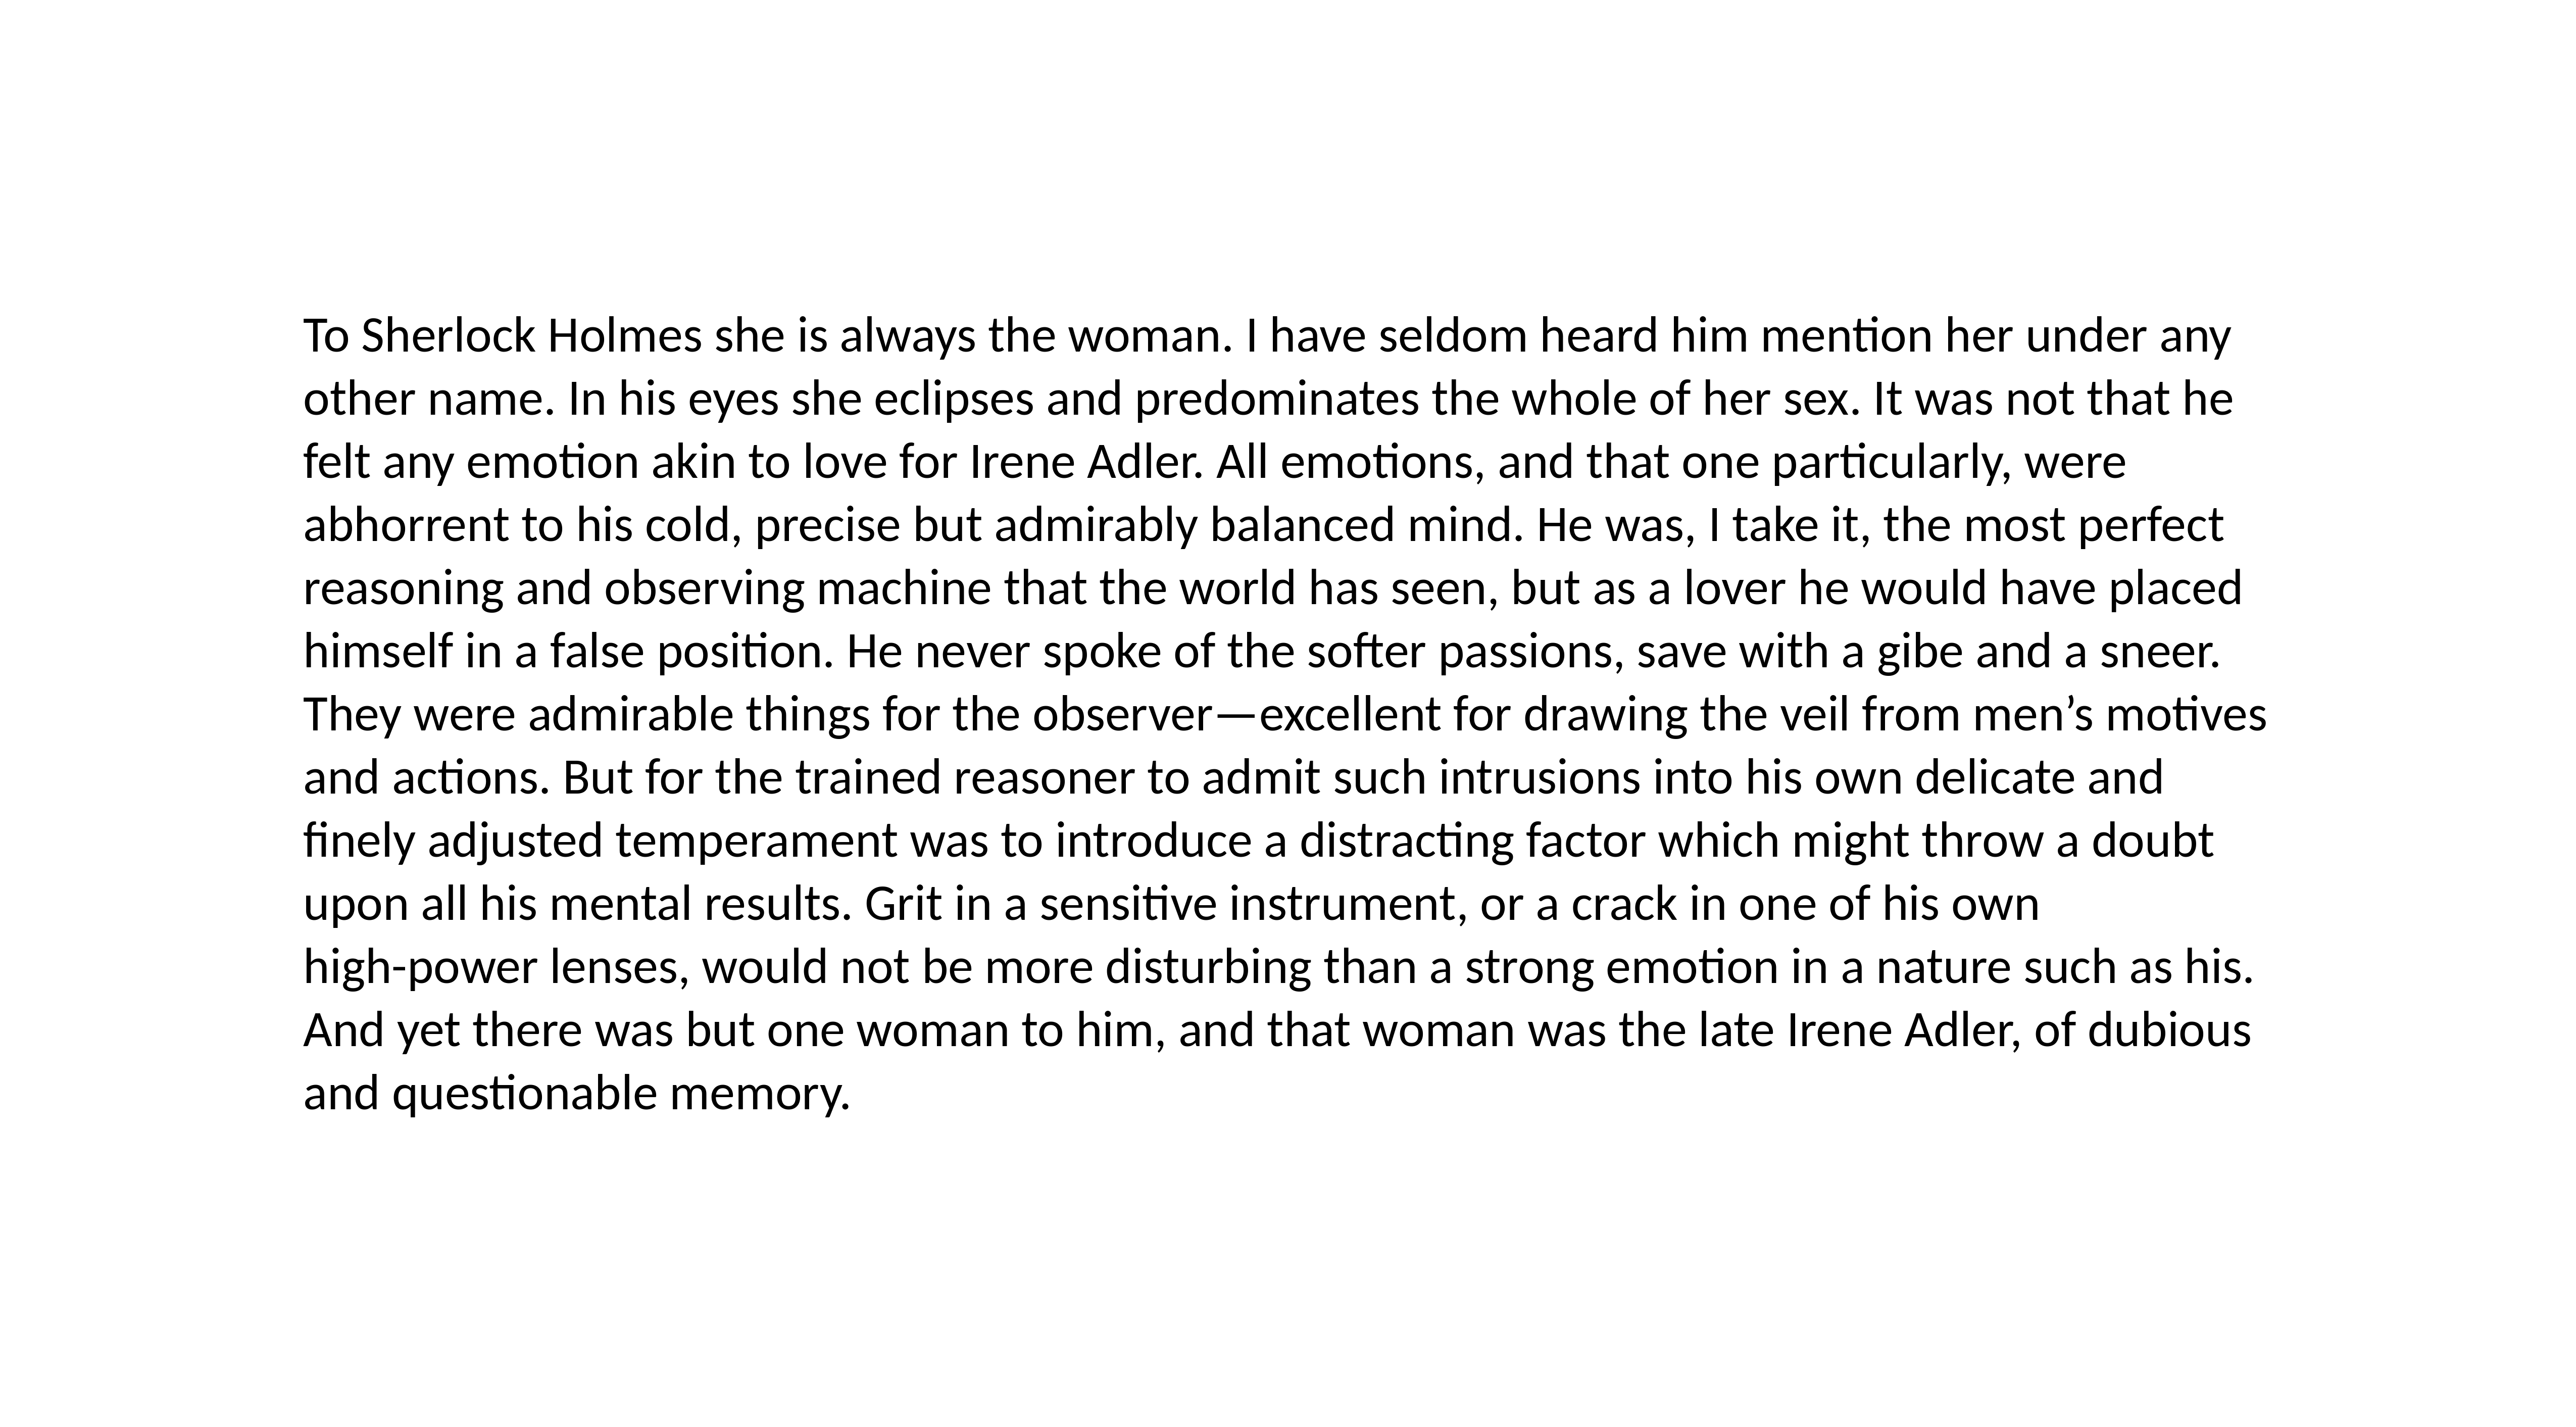 To Sherlock Holmes she is always the woman. I have seldom heard him mention her under any
other name. In his eyes she eclipses and predominates the whole of her sex. It was not that he
felt any emotion akin to love for Irene Adler. All emotions, and that one particularly, were
abhorrent to his cold, precise but admirably balanced mind. He was, I take it, the most perfect
reasoning and observing machine that the world has seen, but as a lover he would have placed
himself in a false position. He never spoke of the softer passions, save with a gibe and a sneer.
They were admirable things for the observer—excellent for drawing the veil from men’s motives
and actions. But for the trained reasoner to admit such intrusions into his own delicate and
finely adjusted temperament was to introduce a distracting factor which might throw a doubt
upon all his mental results. Grit in a sensitive instrument, or a crack in one of his own
high-power lenses, would not be more disturbing than a strong emotion in a nature such as his.
And yet there was but one woman to him, and that woman was the late Irene Adler, of dubious
and questionable memory.